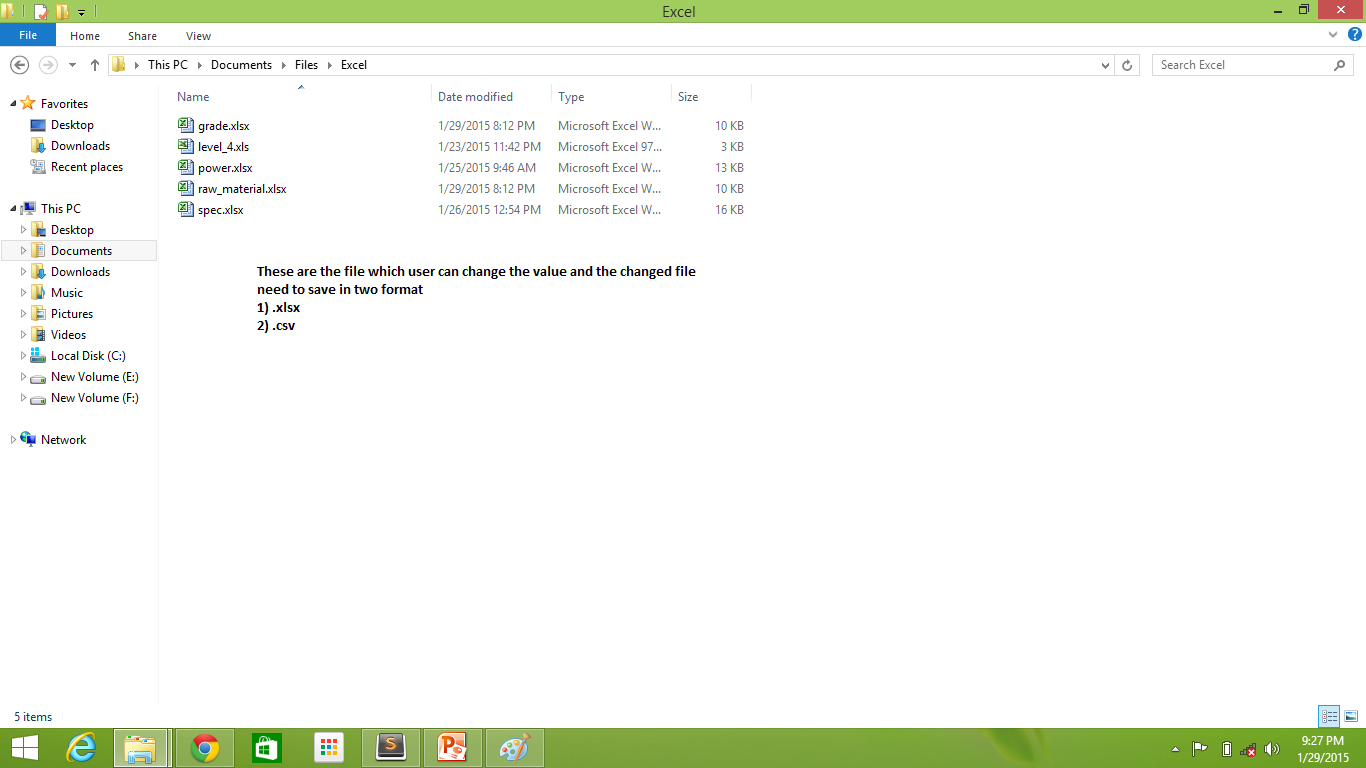 Excel
File Home Share View
This PC Documents Files Excel
Search Excel
Name Date modified Type Size
grade.xlsx 1/29/2015 8:12 PM Microsoft Excel W... 10 KB
level_4.xls 1/23/2015 11:42 PM Microsoft Excel 97... 3 KB
power.xlsx 1/25/2015 9:46 AM Microsoft Excel W... 13 KB
raw_material.xlsx 1/29/2015 8:12 PM Microsoft Excel W... 10 KB
spec.xlsx 1/26/2015 12:54 PM Microsoft Excel W... 16 KB
Favorites
Desktop
Downloads
Recent places
This PC
Desktop
Documents
Downloads
Music
Pictures
Videos
Local Disk (C:)
New Volume (E:)
New Volume (F:)
Network
These are the file which user can change the value and the changed file
need to save in two format
1) .xlsx
2) .csv
5 items
9:27 PM
1/29/2015